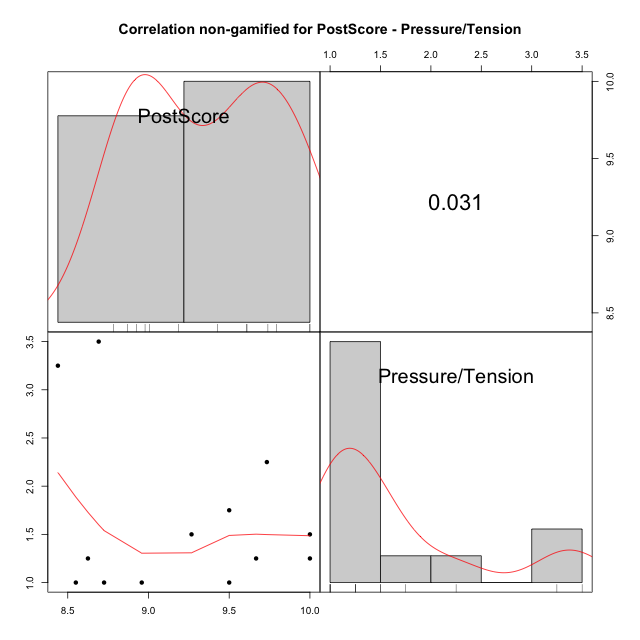 Correlation non-gamified for PostScore - Pressure/Tension
1.0 1.5 2.0 2.5 3.0 3.5
PostScore
0.031
10.0
9.5
9.0
8.5
3.5
3.0
2.5
2.0
1.5
1.0
Pressure/Tension
8.5 9.0 9.5 10.0